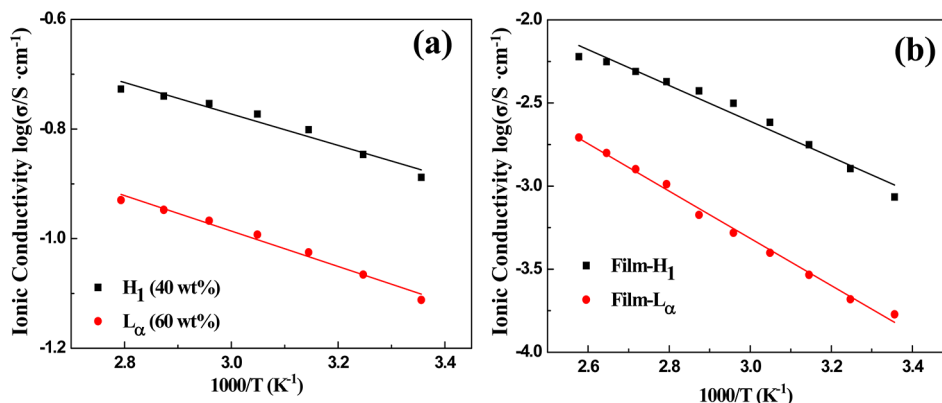 Ionic Conductivity log(σ/S ·cm⁻¹)
-0.6
-0.8
-1.0
-1.2
(a)
H₁ (40 wt%)
Lα (60 wt%)
2.8 3.0 3.2 3.4
1000/T (K⁻¹)
Ionic Conductivity log(σ/S ·cm⁻¹)
-2.0
-2.5
-3.0
-3.5
-4.0
(b)
Film-H₁
Film-Lα
2.6 2.8 3.0 3.2 3.4
1000/T (K⁻¹)